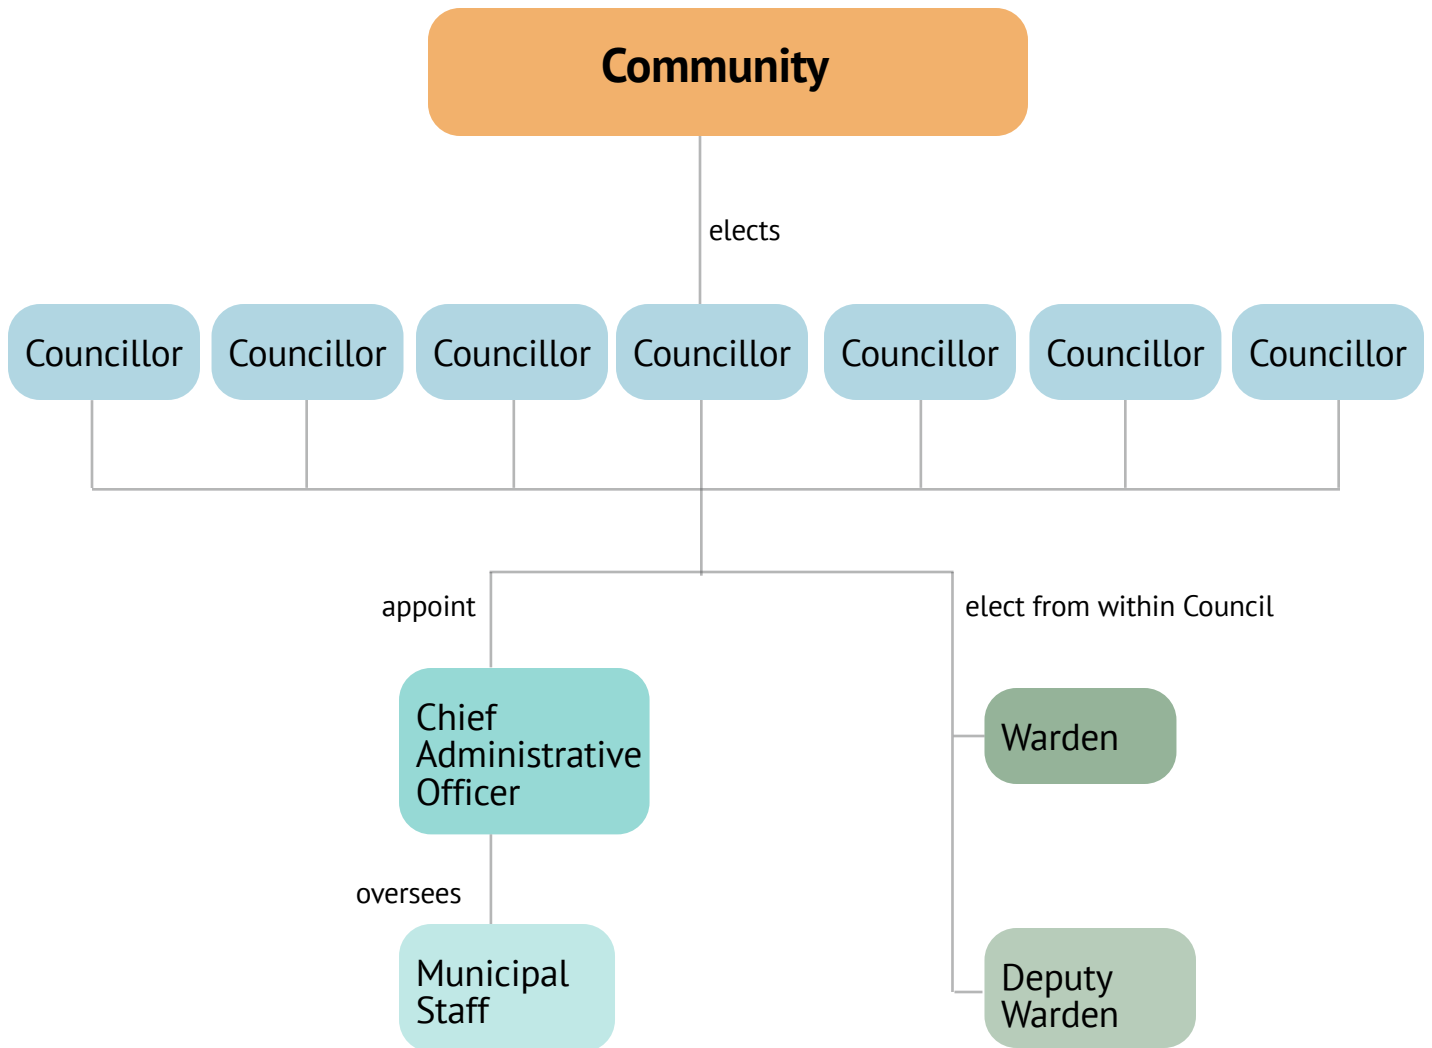 Community
elects
Councillor
Councillor
Councillor
Councillor
Councillor
Councillor
Councillor
appoint
elect from within Council
Chief
Administrative
Officer
Warden
oversees
Municipal
Staff
Deputy
Warden